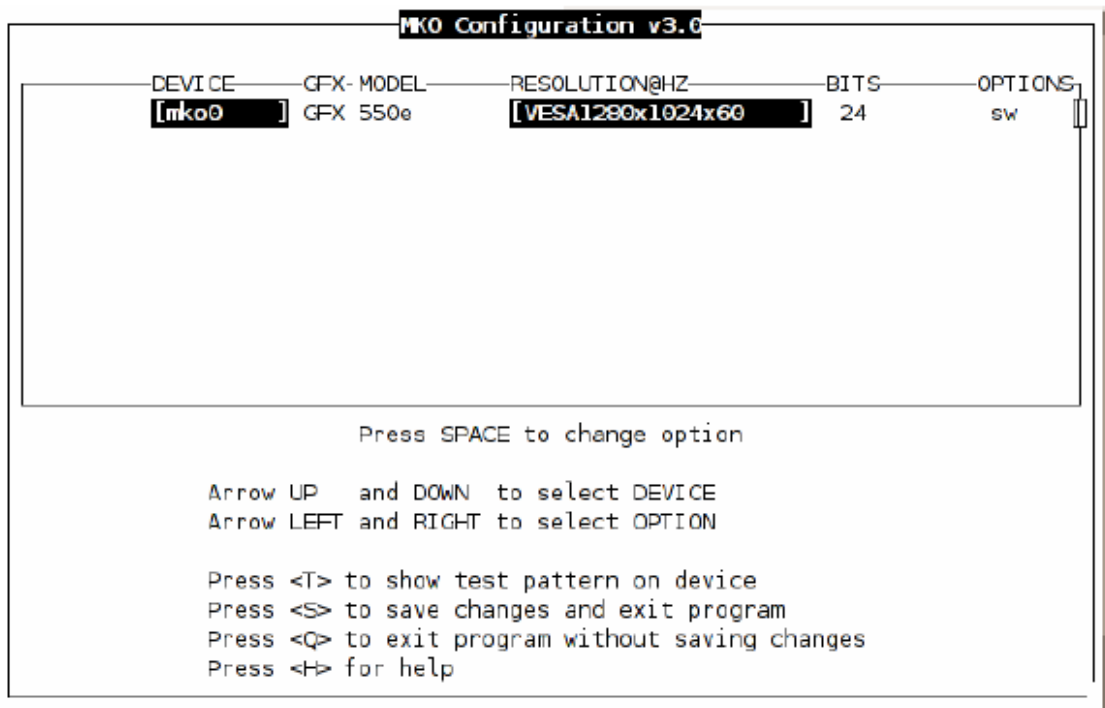 MKO Configuration v3.0
DEVICE GFX-MODEL RESOLUTION@HZ BITS OPTIONS
[mko0 ] GFX 550e [VESA1280x1024x60 ] 24 sw
Press SPACE to change option
Arrow UP and DOWN to select DEVICE
Arrow LEFT and RIGHT to select OPTION
Press <T> to show test pattern on device
Press <S> to save changes and exit program
Press <Q> to exit program without saving changes
Press <H> for help